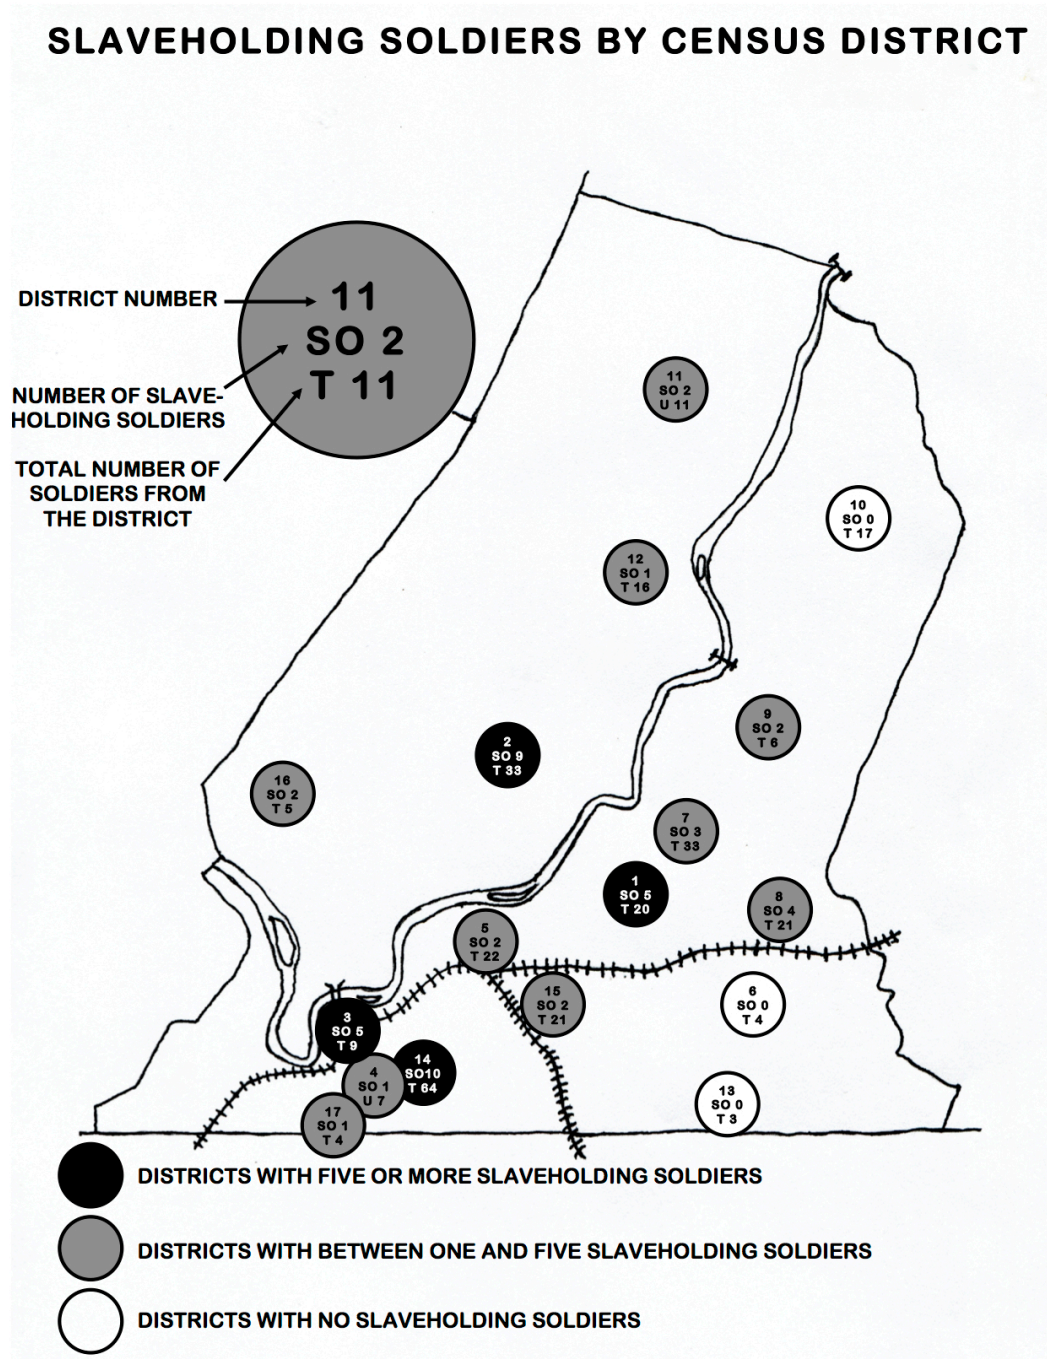 SLAVEHOLDING SOLDIERS BY CENSUS DISTRICT
DISTRICT NUMBER
NUMBER OF SLAVE-
HOLDING SOLDIERS
TOTAL NUMBER OF
SOLDIERS FROM
THE DISTRICT
11
SO 2
T 11
11
SO 2
U 11
10
SO 0
T 17
12
SO 1
T 16
9
SO 2
T 6
2
SO 9
T 33
16
SO 2
T 5
7
SO 3
T 33
1
SO 5
T 20
8
SO 4
T 21
5
SO 2
T 22
15
SO 2
T 21
6
SO 0
T 4
3
SO 5
T 9
14
SO10
T 64
4
SO 1
U 7
13
SO 0
T 3
17
SO 1
T 4
DISTRICTS WITH FIVE OR MORE SLAVEHOLDING SOLDIERS
DISTRICTS WITH BETWEEN ONE AND FIVE SLAVEHOLDING SOLDIERS
DISTRICTS WITH NO SLAVEHOLDING SOLDIERS